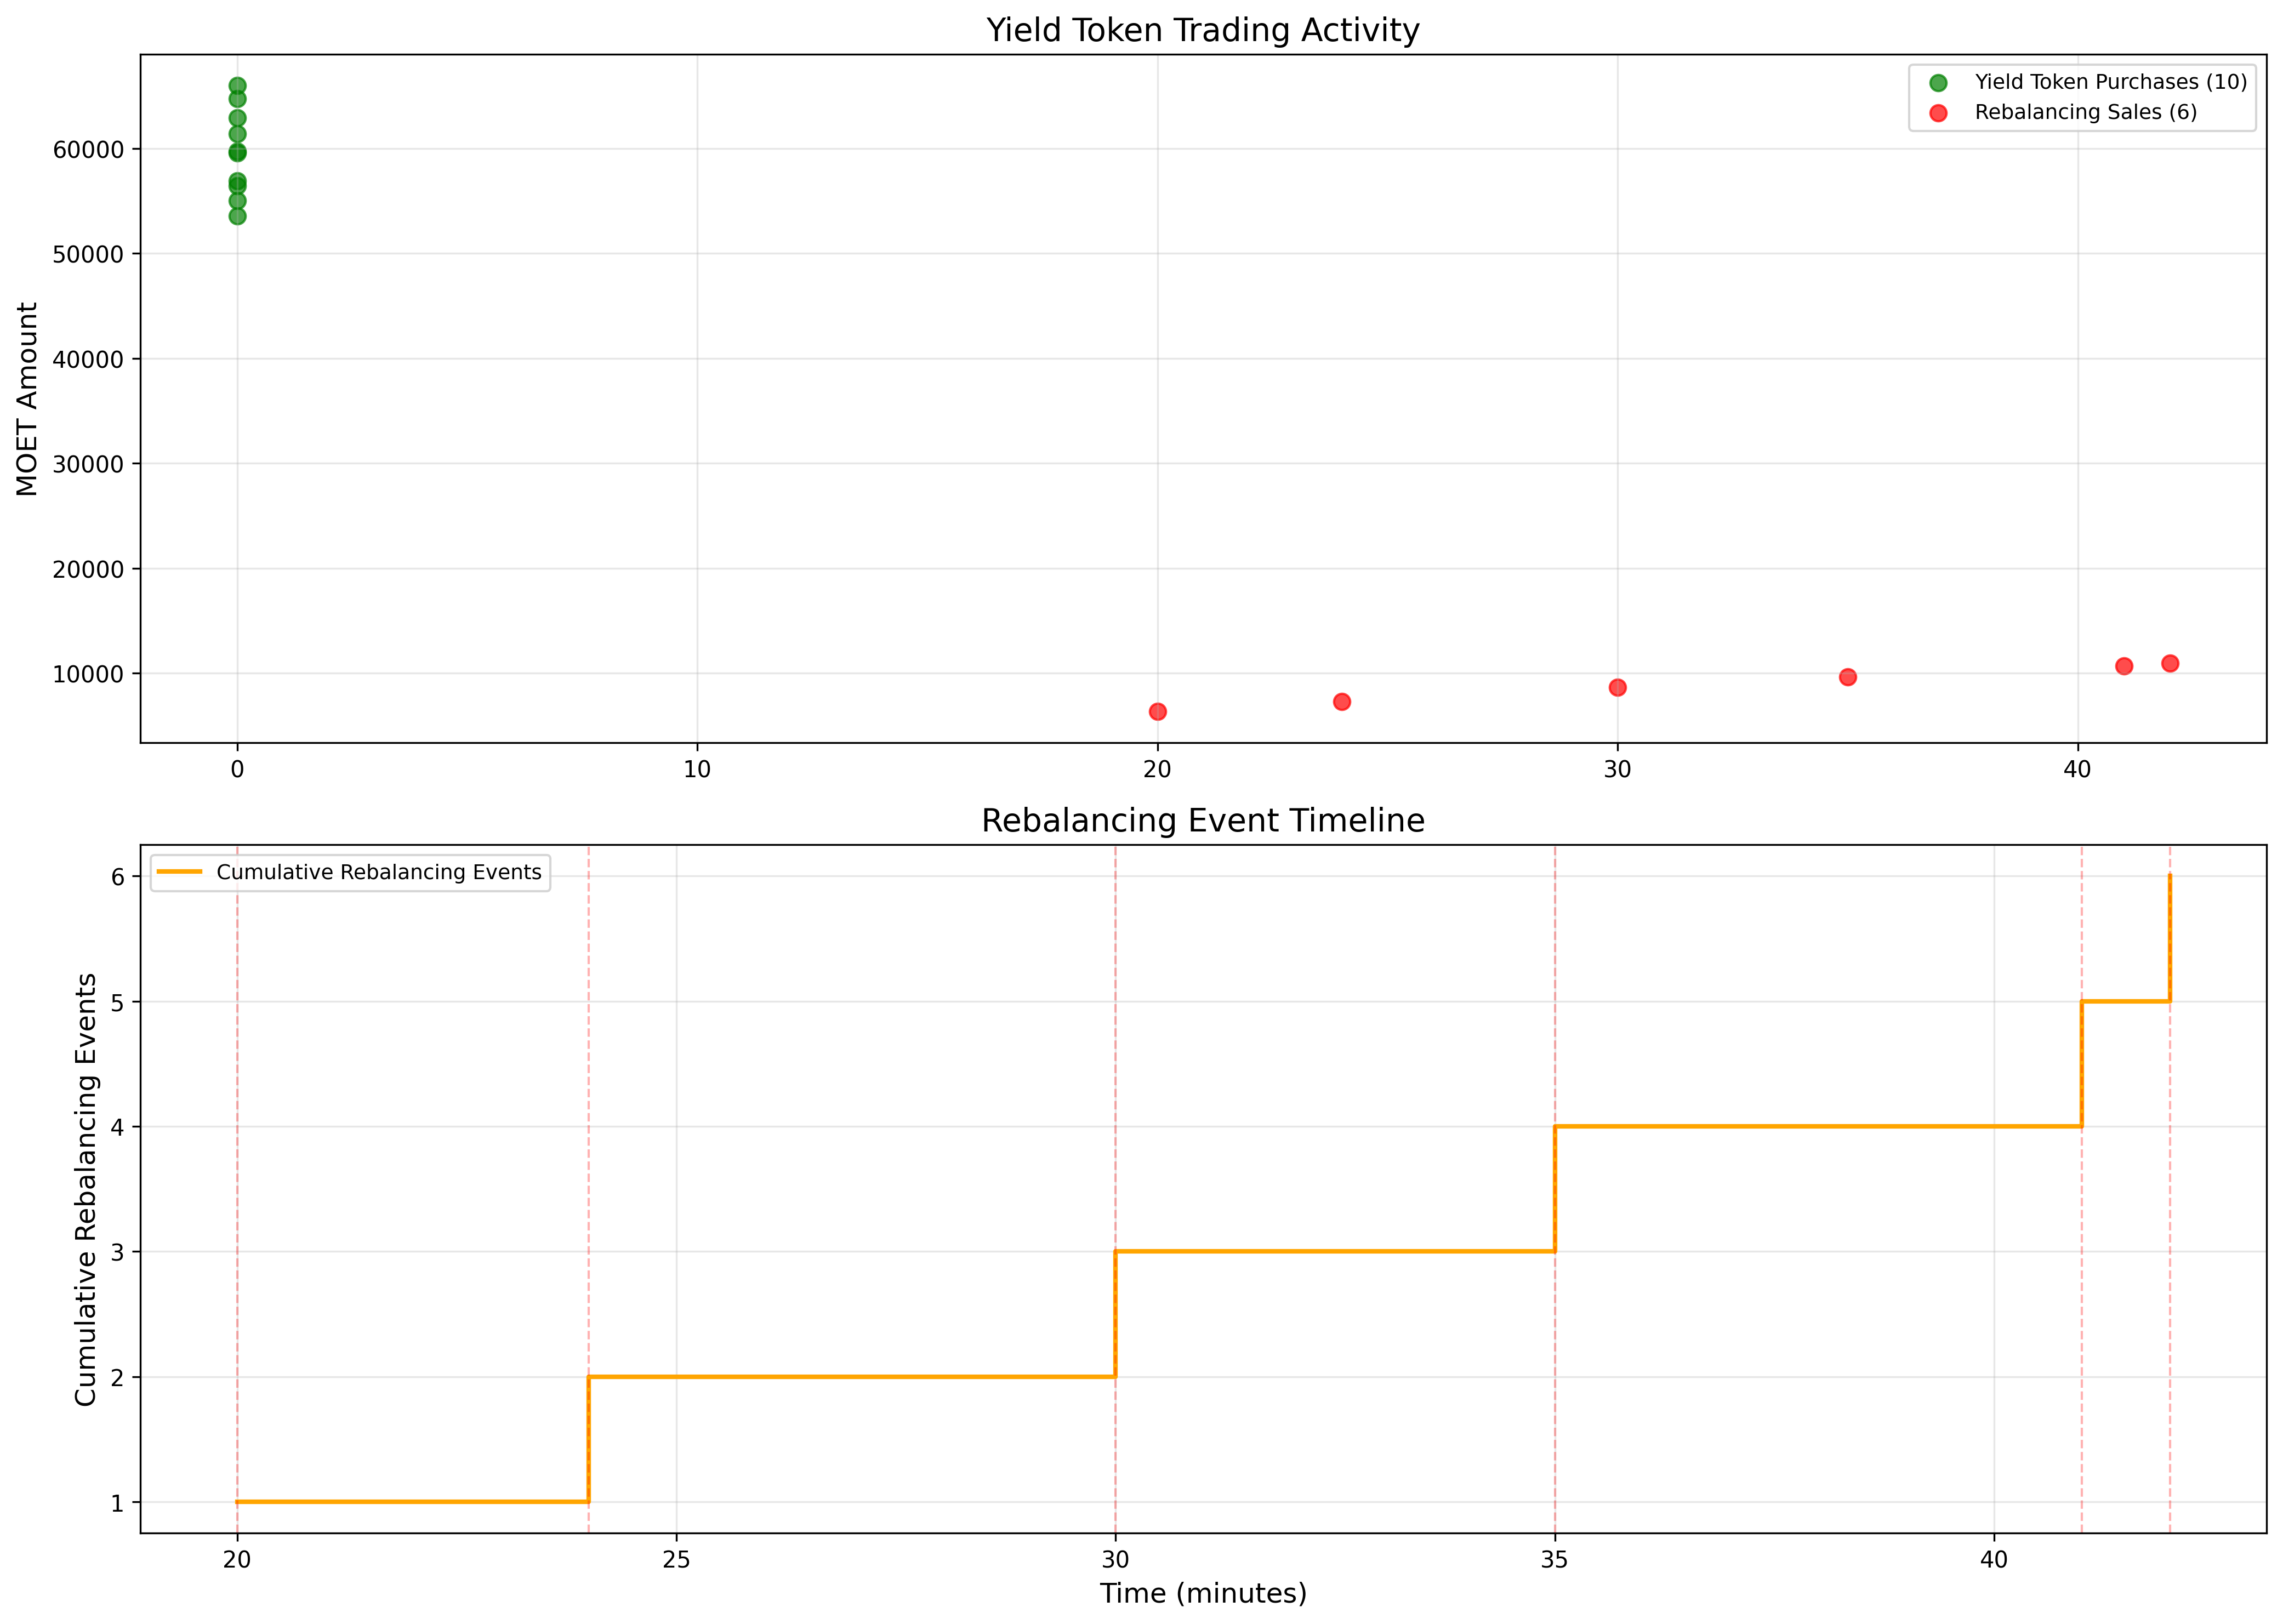 Yield Token Trading Activity
Yield Token Purchases (10)
Rebalancing Sales (6)
MOET Amount
60000
50000
40000
30000
20000
10000
0 10 20 30 40
Rebalancing Event Timeline
Cumulative Rebalancing Events
Cumulative Rebalancing Events
6
5
4
3
2
1
20 25 30 35 40
Time (minutes)